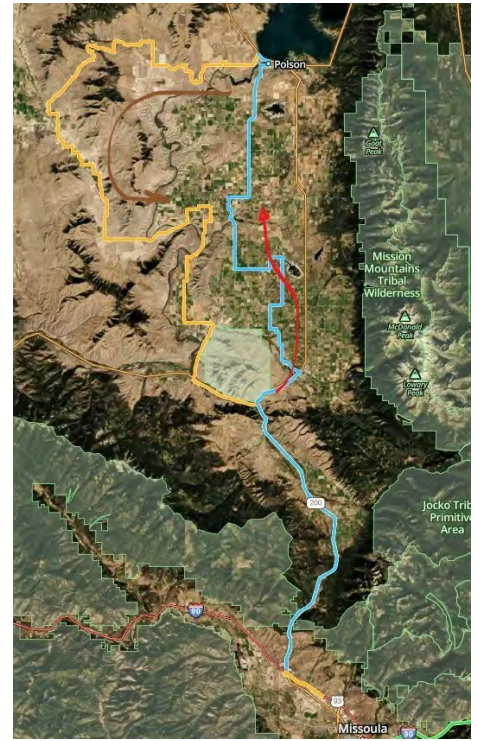 Polson
Goat
Peak
Mission
Mountains
Tribal
Wilderness
McDonald
Peak
Lowary
Peak
200
Jocko Trib
Primitive
Area
90
93
Missoula
90